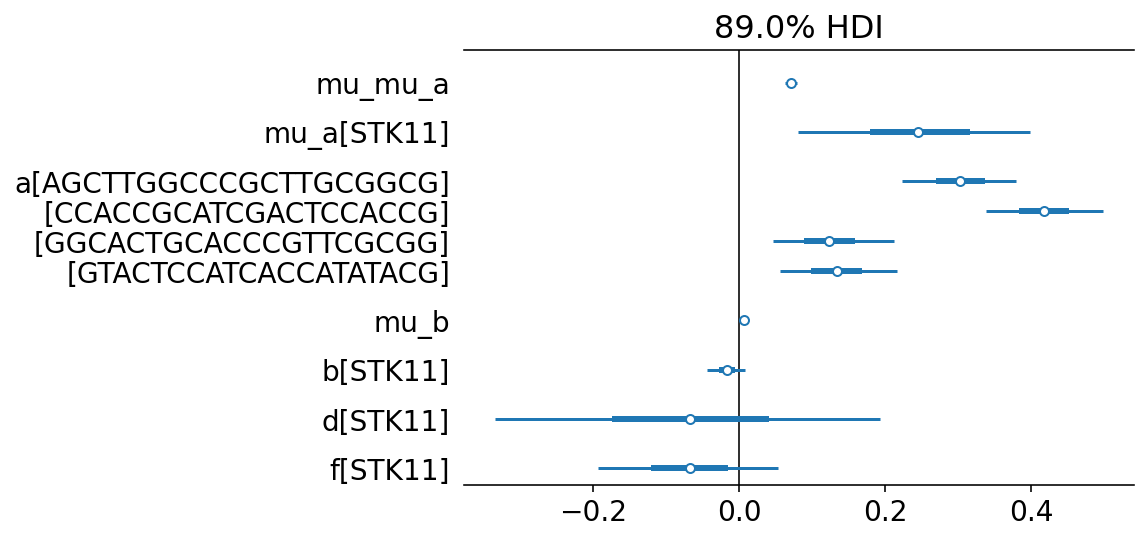 89.0% HDI
mu_mu_a
mu_a[STK11]
a[AGCTTGGCCCGCTTGCGGCG]
[CCACCGCATCGACTCCACCG]
[GGCACTGCACCCGTTCGCGG]
[GTACTCCATCACCATATACG]
mu_b
b[STK11]
d[STK11]
f[STK11]
−0.2 0.0 0.2 0.4